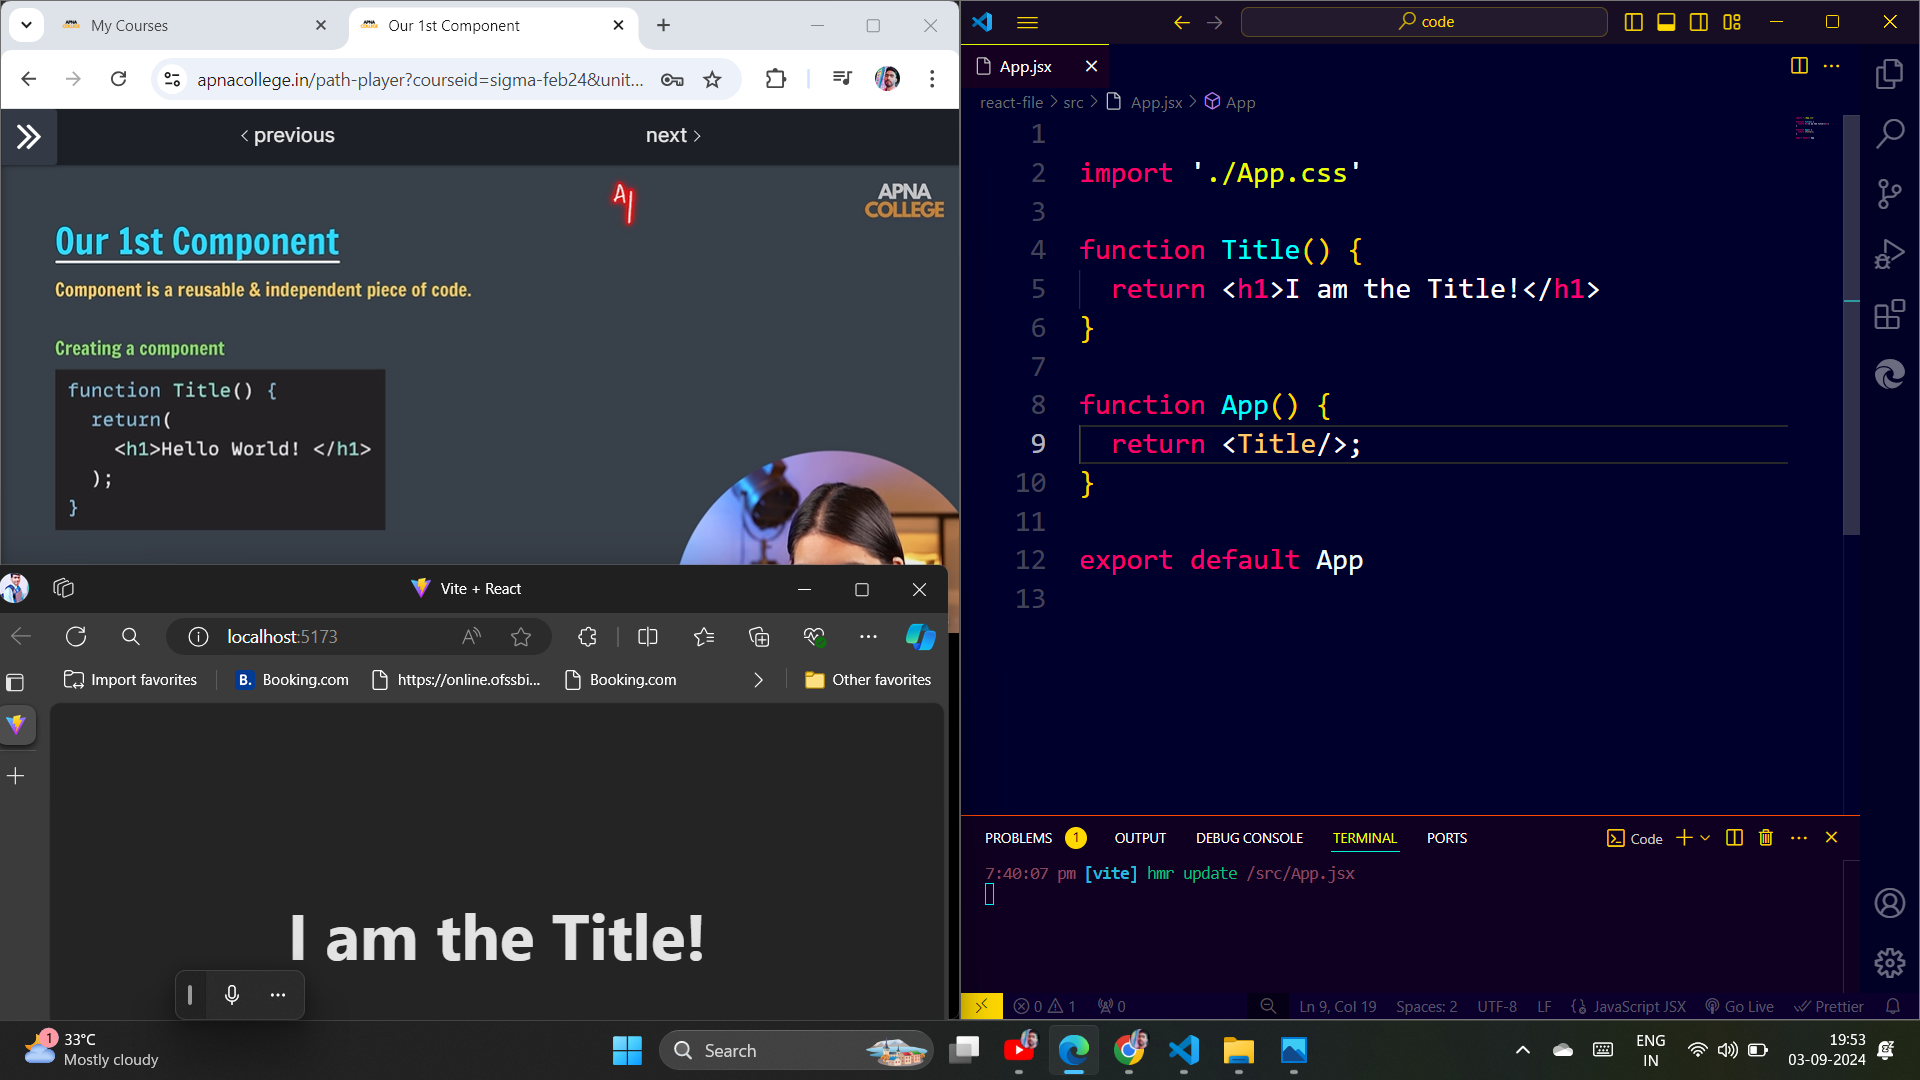 My Courses
Our 1st Component
apnacollege.in/path-player?courseid=sigma-feb24&unit...
previous
next
A
APNA
COLLEGE
Our 1st Component
Component is a reusable & independent piece of code.
Creating a component
function Title() {
return(
<h1>Hello World! </h1>
);
}
Vite + React
localhost:5173
Import favorites
B. Booking.com
https://online.ofssbi...
Booking.com
Other favorites
I am the Title!
code
App.jsx
react-file > src > App.jsx > App
1
2 import './App.css'
3
4 function Title() {
5 return <h1>I am the Title!</h1>
6 }
7
8 function App() {
9 return <Title/>;
10 }
11
12 export default App
13
PROBLEMS 1 OUTPUT DEBUG CONSOLE TERMINAL PORTS
Code
7:40:07 pm [vite] hmr update /src/App.jsx
0 1 0 Ln 9, Col 19 Spaces: 2 UTF-8 LF {} JavaScript JSX Go Live Prettier
1
33°C
Mostly cloudy
Search
ENG
IN
19:53
03-09-2024